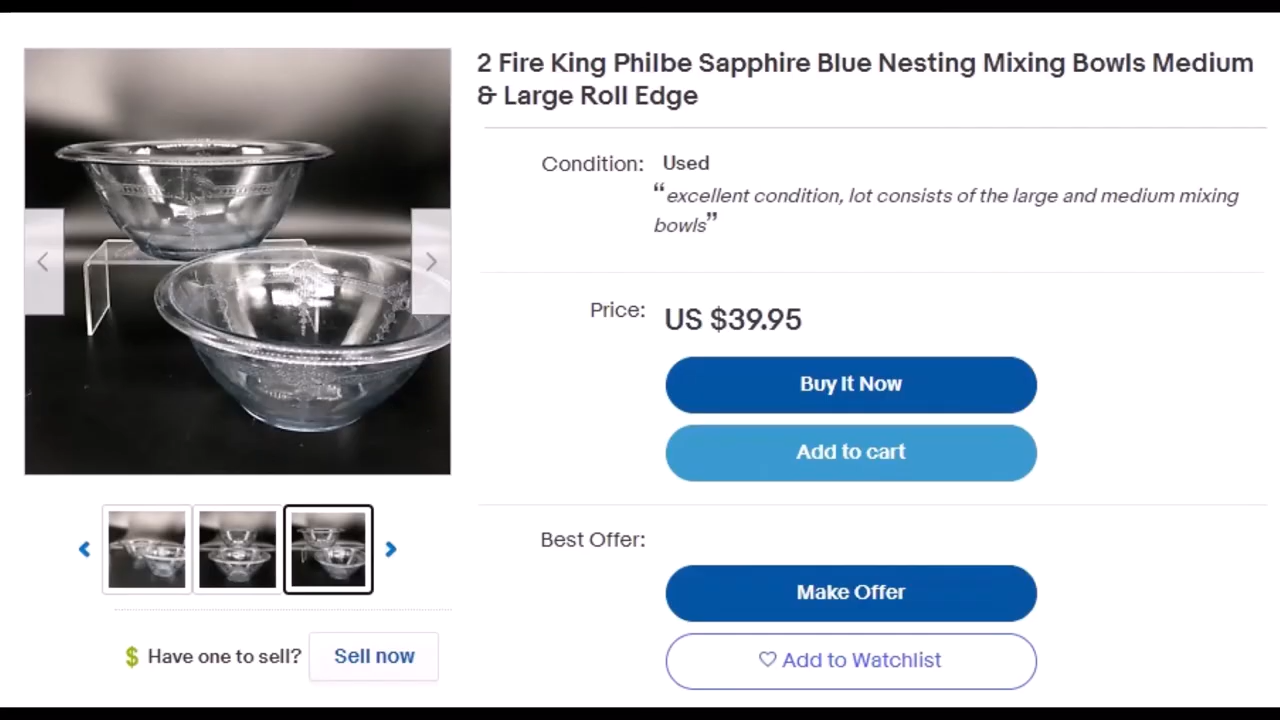 2 Fire King Philbe Sapphire Blue Nesting Mixing Bowls Medium
& Large Roll Edge
Condition: Used
“excellent condition, lot consists of the large and medium mixing
bowls”
Price: US $39.95
Buy It Now
Add to cart
Best Offer:
Make Offer
Add to Watchlist
$ Have one to sell? Sell now